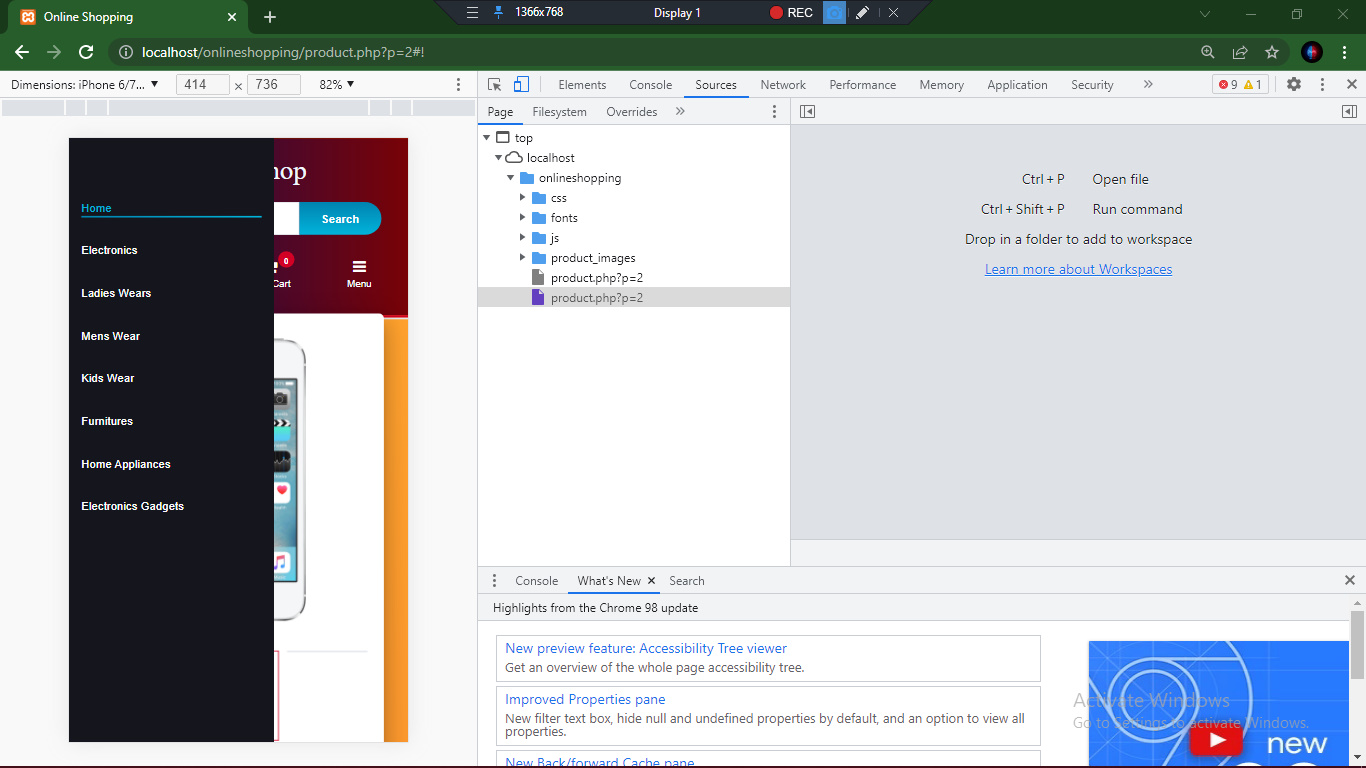 Online Shopping
1366x768
Display 1
REC
localhost/onlineshopping/product.php?p=2#!
Dimensions: iPhone 6/7... ▼ 414 × 736 82% ▼
Elements Console Sources Network Performance Memory Application Security » 9 1
Page Filesystem Overrides »
top
localhost
onlineshopping
css
fonts
js
product_images
product.php?p=2
product.php?p=2
Ctrl + P Open file
Ctrl + Shift + P Run command
Drop in a folder to add to workspace
Learn more about Workspaces
hop
Search
0
Cart
Menu
Home
Electronics
Ladies Wears
Mens Wear
Kids Wear
Furnitures
Home Appliances
Electronics Gadgets
Console What's New Search
Highlights from the Chrome 98 update
New preview feature: Accessibility Tree viewer
Get an overview of the whole page accessibility tree.
Improved Properties pane
New filter text box, hide null and undefined properties by default, and an option to view all
properties.
New Back/forward Cache pane
Activate Windows
Go to Settings to activate Windows.
new